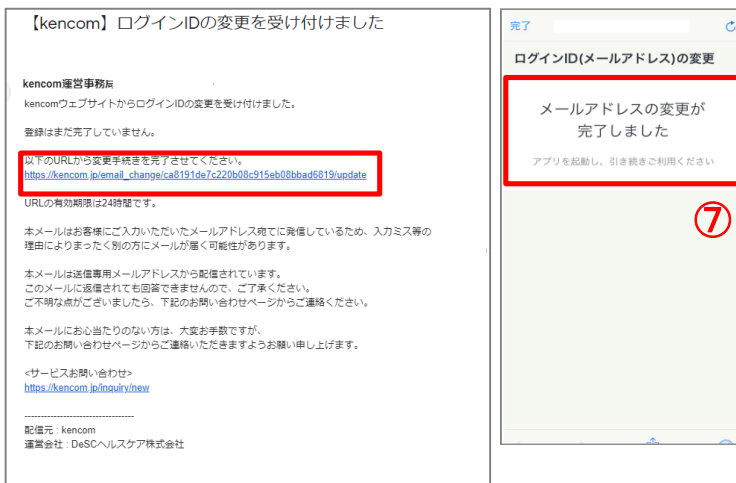 【kencom】ログインIDの変更を受け付けました
kencom運営事務局
kencomウェブサイトからログインIDの変更を受け付けました。
登録はまだ完了していません。
以下のURLから変更手続きを完了させてください。
https://kencom.jp/email_change/ca8191de7c220b08c915eb08bbad6819/update
URLの有効期限は24時間です。
本メールはお客様にご入力いただいたメールアドレス宛てに発信しているため、入力ミス等の
理由によりまったく別の方にメールが届く可能性があります。
本メールは送信専用メールアドレスから配信されています。
このメールに返信されても回答できませんので、ご了承ください。
ご不明な点がございましたら、下記のお問い合わせページからご連絡ください。
本メールにお心当たりのない方は、大変お手数ですが、
下記のお問い合わせページからご連絡いただきますようお願い申し上げます。
<サービスお問い合わせ>
https://kencom.jp/inquiry/new
---------------------------------
配信元 : kencom
運営会社 : DeSCヘルスケア株式会社
完了
ログインID(メールアドレス)の変更
メールアドレスの変更が
完了しました
アプリを起動し、引き続きご利用ください
⑦